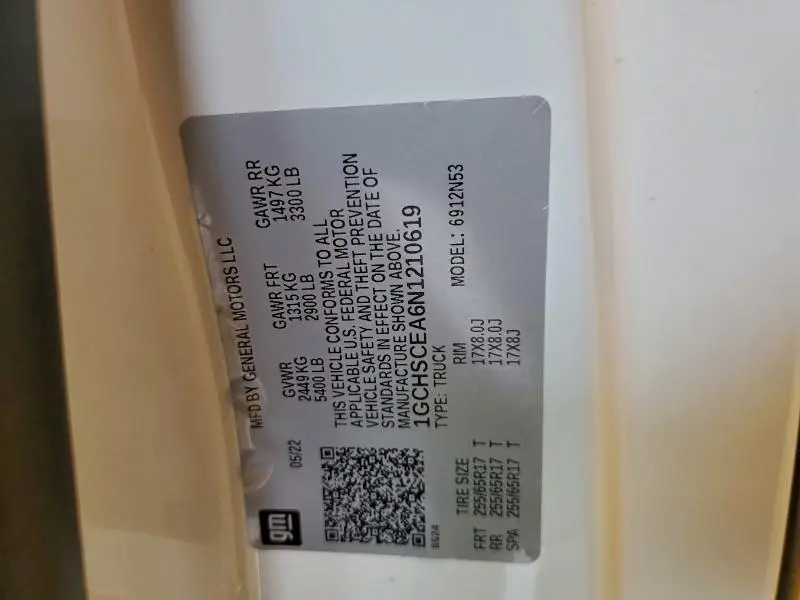 gm
MFD BY GENERAL MOTORS LLC
05/22
GVWR GAWR FRT GAWR RR
2449 KG 1315 KG 1497 KG
5400 LB 2900 LB 3300 LB
THIS VEHICLE CONFORMS TO ALL
APPLICABLE U.S. FEDERAL MOTOR
VEHICLE SAFETY AND THEFT PREVENTION
STANDARDS IN EFFECT ON THE DATE OF
MANUFACTURE SHOWN ABOVE.
1GCHSCEA6N1210619
TYPE: TRUCK MODEL: 6912N53
TIRE SIZE RIM
FRT 255/65R17 T 17X8.0J
RR 255/65R17 T 17X8.0J
SPA 255/65R17 T 17X8J